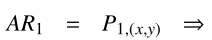 AR₁ = P₁,₍ₓ,ᵧ₎ ⇒